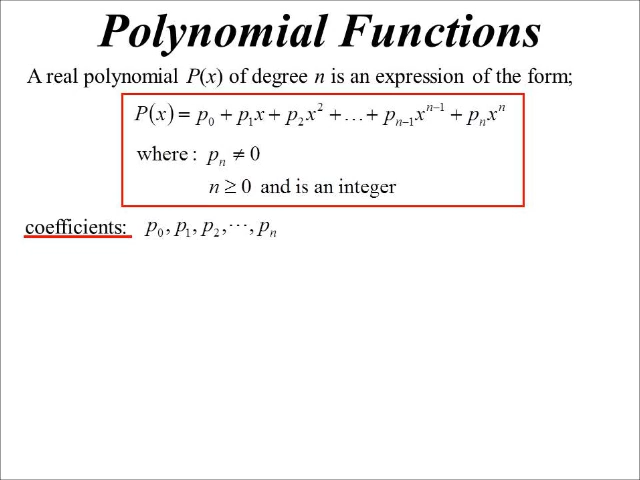 Polynomial Functions
A real polynomial P(x) of degree n is an expression of the form;
P(x) = p₀ + p₁x + p₂x² + … + pₙ₋₁xⁿ⁻¹ + pₙxⁿ
where : pₙ ≠ 0
n ≥ 0 and is an integer
coefficients: p₀, p₁, p₂, ⋯, pₙ